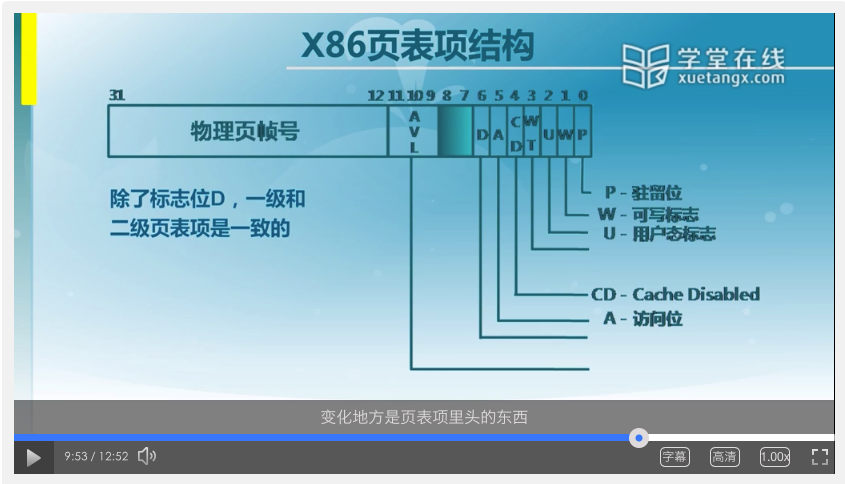 X86页表项结构
学堂在线
xuetangx.com
31 12 11 10 9 8 7 6 5 4 3 2 1 0
物理页帧号 AVL D A CD WT U W P
除了标志位D，一级和
二级页表项是一致的
P - 驻留位
W - 可写标志
U - 用户态标志
CD - Cache Disabled
A - 访问位
变化地方是页表项里头的东西
9:53 / 12:52 字幕 高清 1.00x